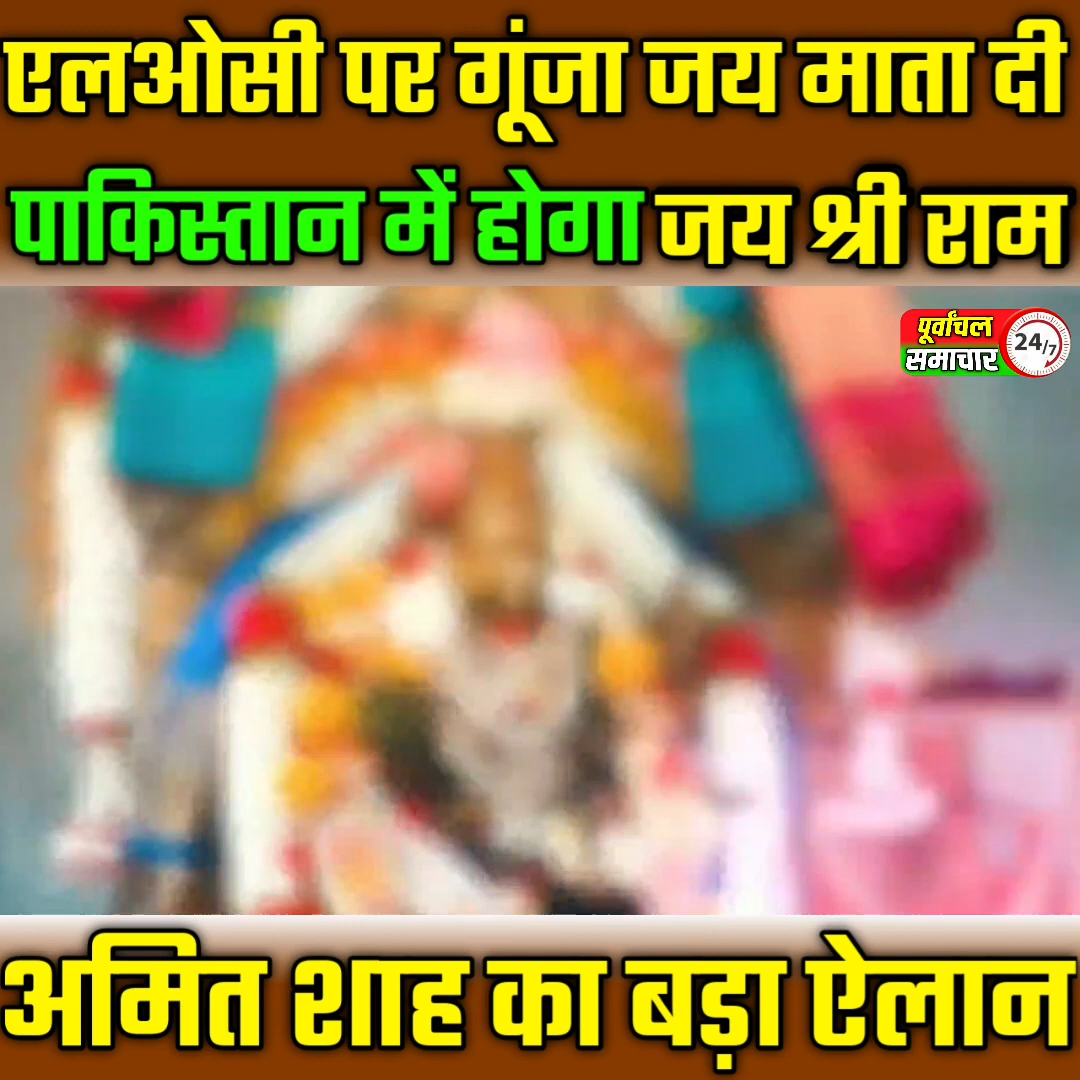 एलओसी पर गूंजा जय माता दी
पाकिस्तान में होगा जय श्री राम
पूर्वांचल
समाचार
24/7
अमित शाह का बड़ा ऐलान